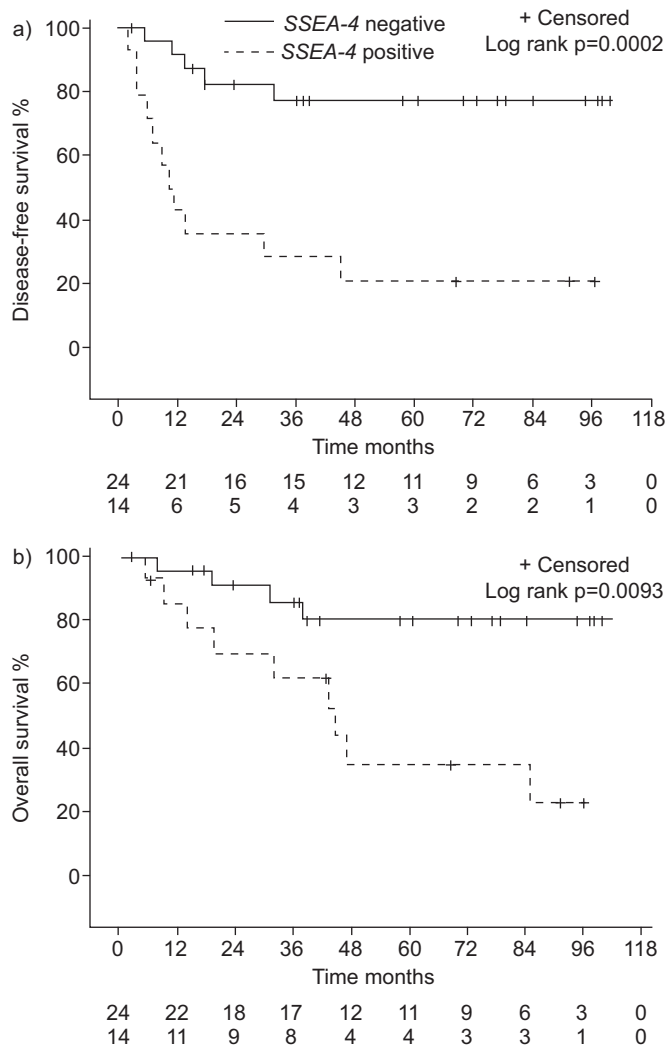 a)
SSEA-4 negative
SSEA-4 positive
+ Censored
Log rank p=0.0002
Disease-free survival %
100
80
60
40
20
0
0 12 24 36 48 60 72 84 96 118
Time months
24 21 16 15 12 11 9 6 3 0
14 6 5 4 3 3 2 2 1 0
b)
+ Censored
Log rank p=0.0093
Overall survival %
100
80
60
40
20
0
0 12 24 36 48 60 72 84 96 118
Time months
24 22 18 17 12 11 9 6 3 0
14 11 9 8 4 4 3 3 1 0